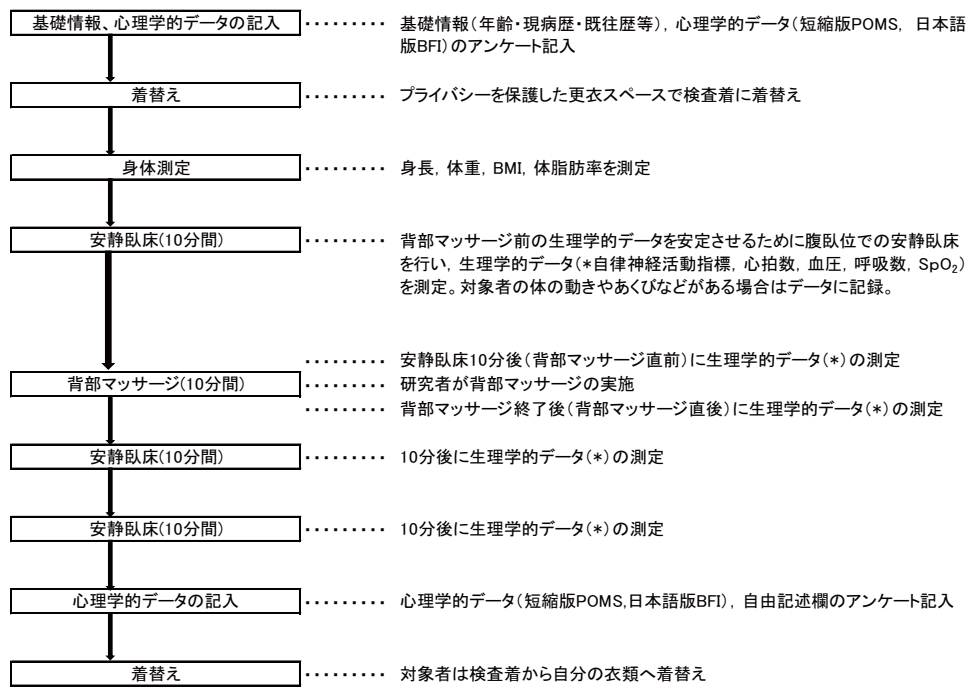 基礎情報、心理学的データの記入 ········· 基礎情報(年齢・現病歴・既往歴等), 心理学的データ(短縮版POMS, 日本語
版BFI)のアンケート記入
着替え ········· プライバシーを保護した更衣スペースで検査着に着替え
身体測定 ········· 身長, 体重, BMI, 体脂肪率を測定
安静臥床(10分間) ········· 背部マッサージ前の生理学的データを安定させるために腹臥位での安静臥床
を行い, 生理学的データ(*自律神経活動指標, 心拍数, 血圧, 呼吸数, SpO₂)
を測定。対象者の体の動きやあくびなどがある場合はデータに記録。
········· 安静臥床10分後(背部マッサージ直前)に生理学的データ(*)の測定
背部マッサージ(10分間) ········· 研究者が背部マッサージの実施
········· 背部マッサージ終了後(背部マッサージ直後)に生理学的データ(*)の測定
安静臥床(10分間) ········· 10分後に生理学的データ(*)の測定
安静臥床(10分間) ········· 10分後に生理学的データ(*)の測定
心理学的データの記入 ········· 心理学的データ(短縮版POMS,日本語版BFI), 自由記述欄のアンケート記入
着替え ········· 対象者は検査着から自分の衣類へ着替え